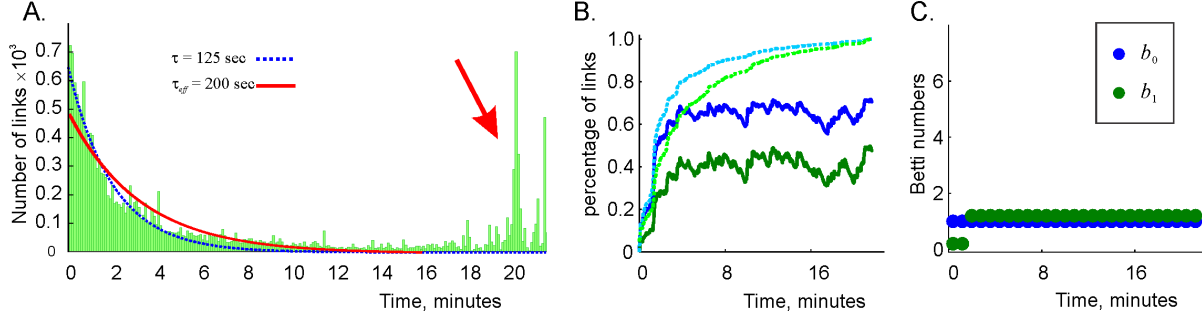 A.
Number of links ×10³
0.7
0.6
0.5
0.4
0.3
0.2
0.1
0
τ = 125 sec
τeff = 200 sec
0 2 4 6 8 10 12 14 16 18 20
Time, minutes
B.
percentage of links
1.0
0.8
0.6
0.4
0.2
0
0 8 16
Time, minutes
C.
Betti numbers
6
4
2
0
b₀
b₁
0 8 16
Time, minutes